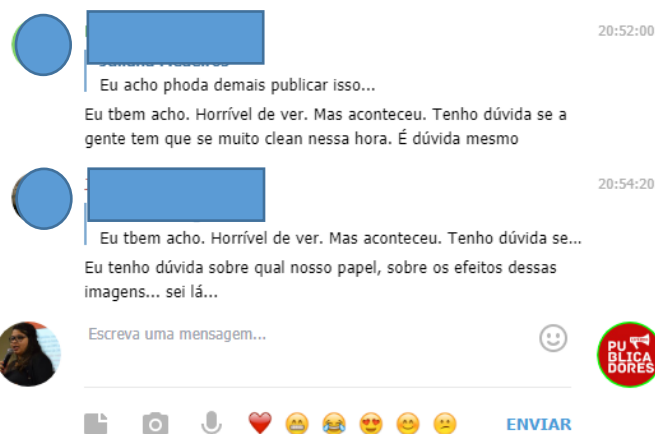 20:52:00
Eu acho phoda demais publicar isso...
Eu tbem acho. Horrível de ver. Mas aconteceu. Tenho dúvida se a
gente tem que se muito clean nessa hora. É dúvida mesmo
20:54:20
Eu tbem acho. Horrível de ver. Mas aconteceu. Tenho dúvida se...
Eu tenho dúvida sobre qual nosso papel, sobre os efeitos dessas
imagens... sei lá...
Escreva uma mensagem...
PU
BLICA
DORES
ENVIAR